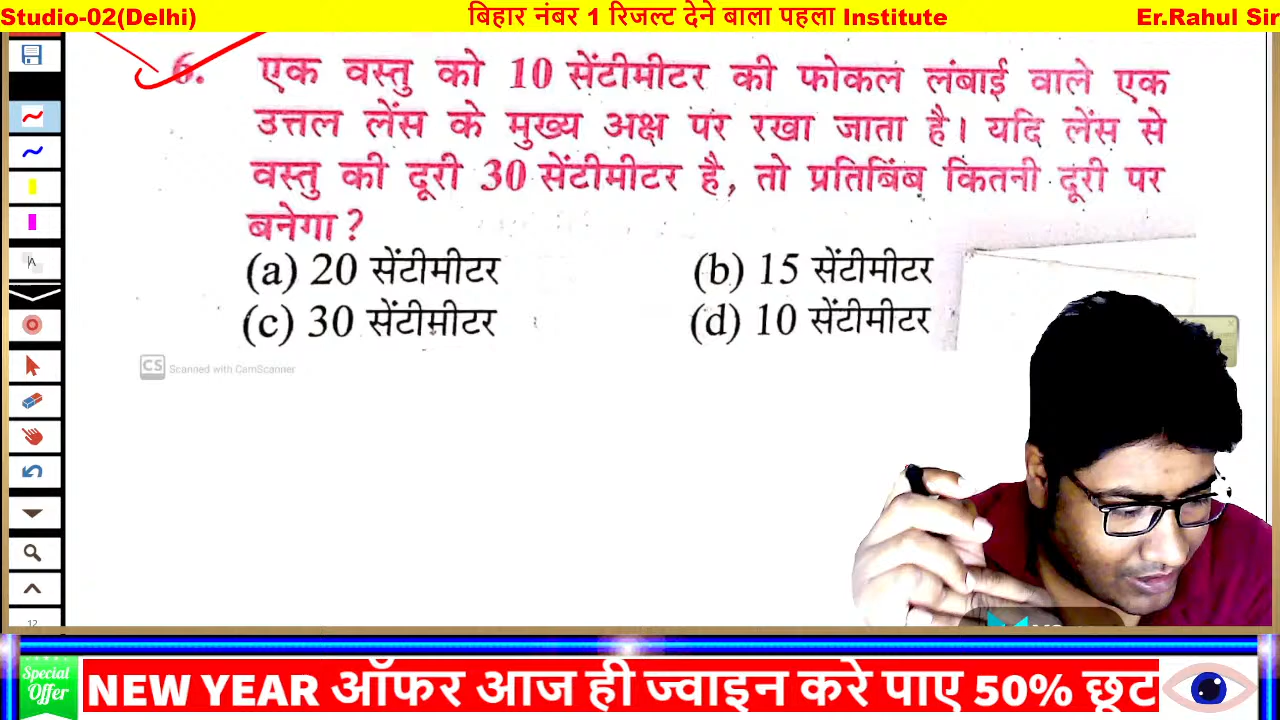 Studio-02(Delhi) बिहार नंबर 1 रिजल्ट देने बाला पहला Institute Er.Rahul Sir
6. एक वस्तु को 10 सेंटीमीटर की फोकल लंबाई वाले एक
उत्तल लेंस के मुख्य अक्ष पर रखा जाता है। यदि लेंस से
वस्तु की दूरी 30 सेंटीमीटर है, तो प्रतिबिंब कितनी दूरी पर
बनेगा?
(a) 20 सेंटीमीटर (b) 15 सेंटीमीटर
(c) 30 सेंटीमीटर (d) 10 सेंटीमीटर
CS Scanned with CamScanner
12
Special
Offer
NEW YEAR ऑफर आज ही ज्वाइन करे पाए 50% छूट